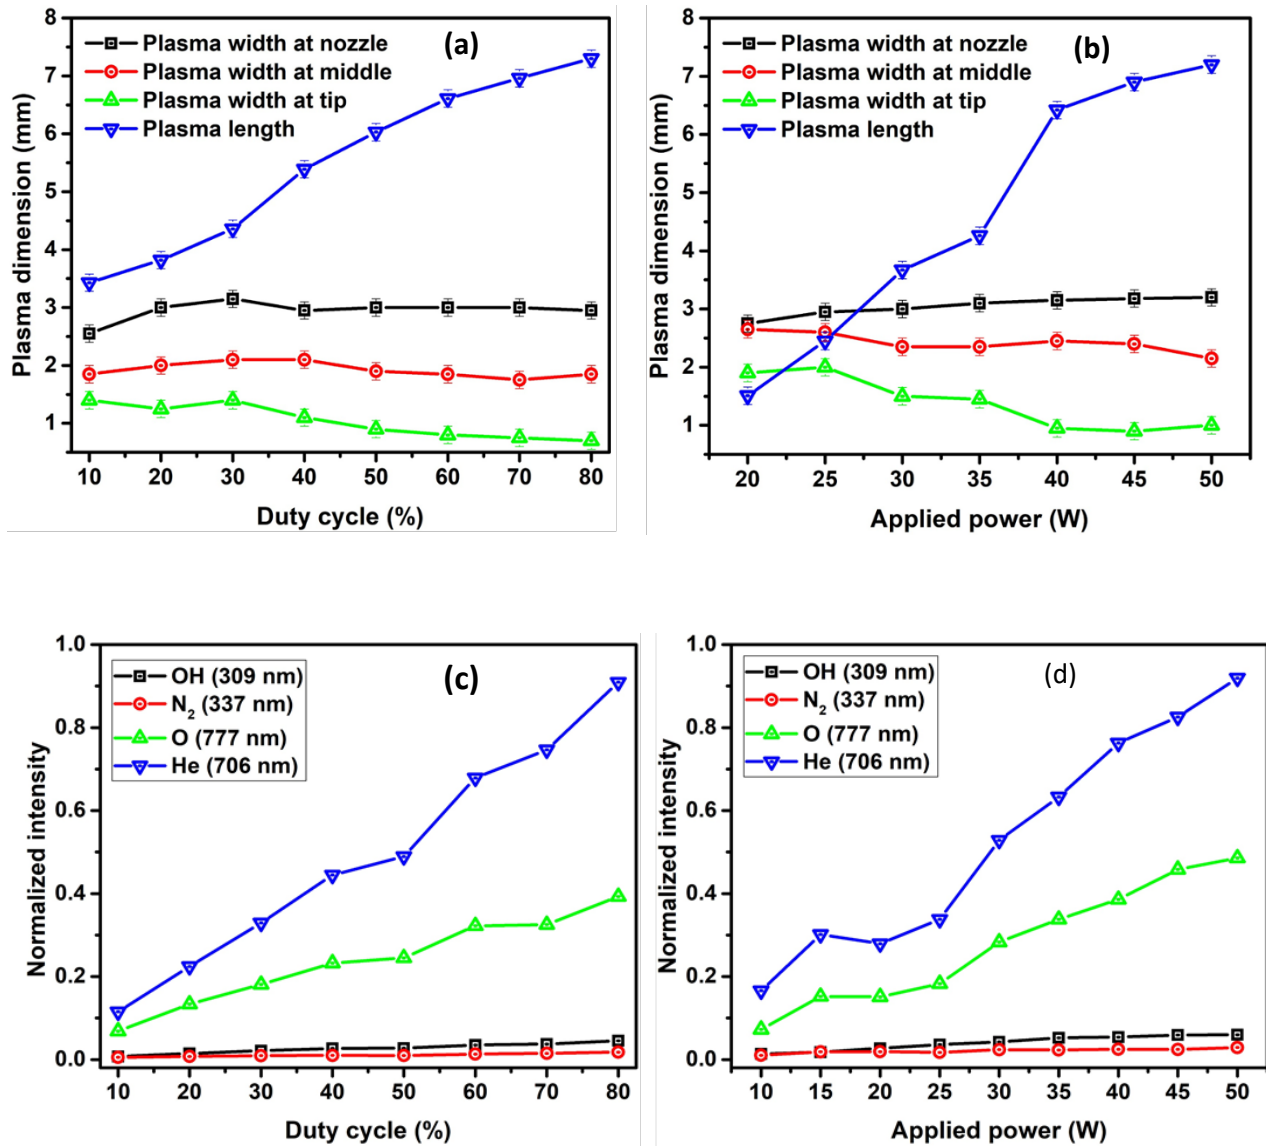 (a)
Plasma width at nozzle
Plasma width at middle
Plasma width at tip
Plasma length
Plasma dimension (mm)
8
7
6
5
4
3
2
1
10 20 30 40 50 60 70 80
Duty cycle (%)
(b)
Plasma width at nozzle
Plasma width at middle
Plasma width at tip
Plasma length
Plasma dimension (mm)
8
7
6
5
4
3
2
1
20 25 30 35 40 45 50
Applied power (W)
(c)
OH (309 nm)
N₂ (337 nm)
O (777 nm)
He (706 nm)
Normalized intensity
1.0
0.8
0.6
0.4
0.2
0.0
10 20 30 40 50 60 70 80
Duty cycle (%)
(d)
OH (309 nm)
N₂ (337 nm)
O (777 nm)
He (706 nm)
Normalized intensity
1.0
0.8
0.6
0.4
0.2
0.0
10 15 20 25 30 35 40 45 50
Applied power (W)